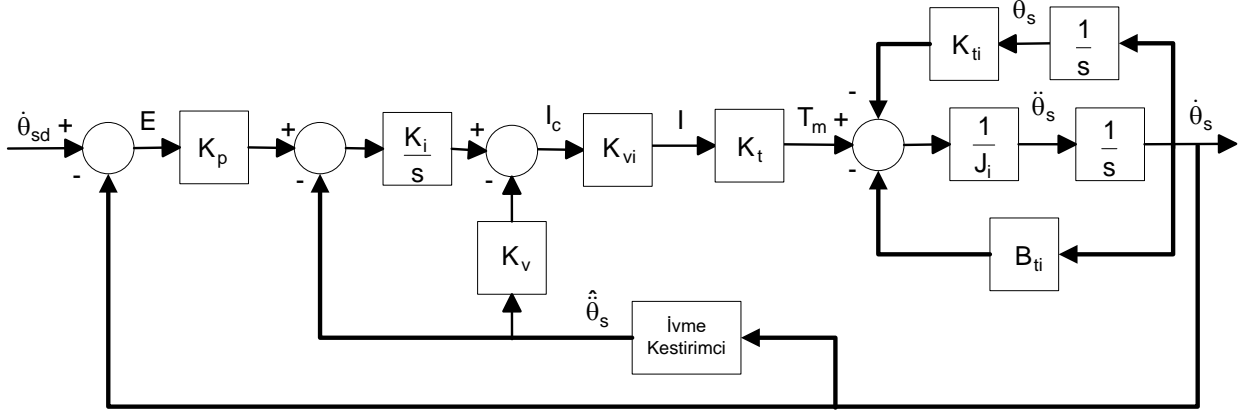 θs
Kti
1
s
θ̇sd
+
-
E
Kp
+
-
Ki
s
+
-
Ic
Kvi
I
Kt
Tm
+
-
-
1
Ji
θ̈s
1
s
θ̇s
Kv
Bti
θ̈̂s
İvme
Kestirimci